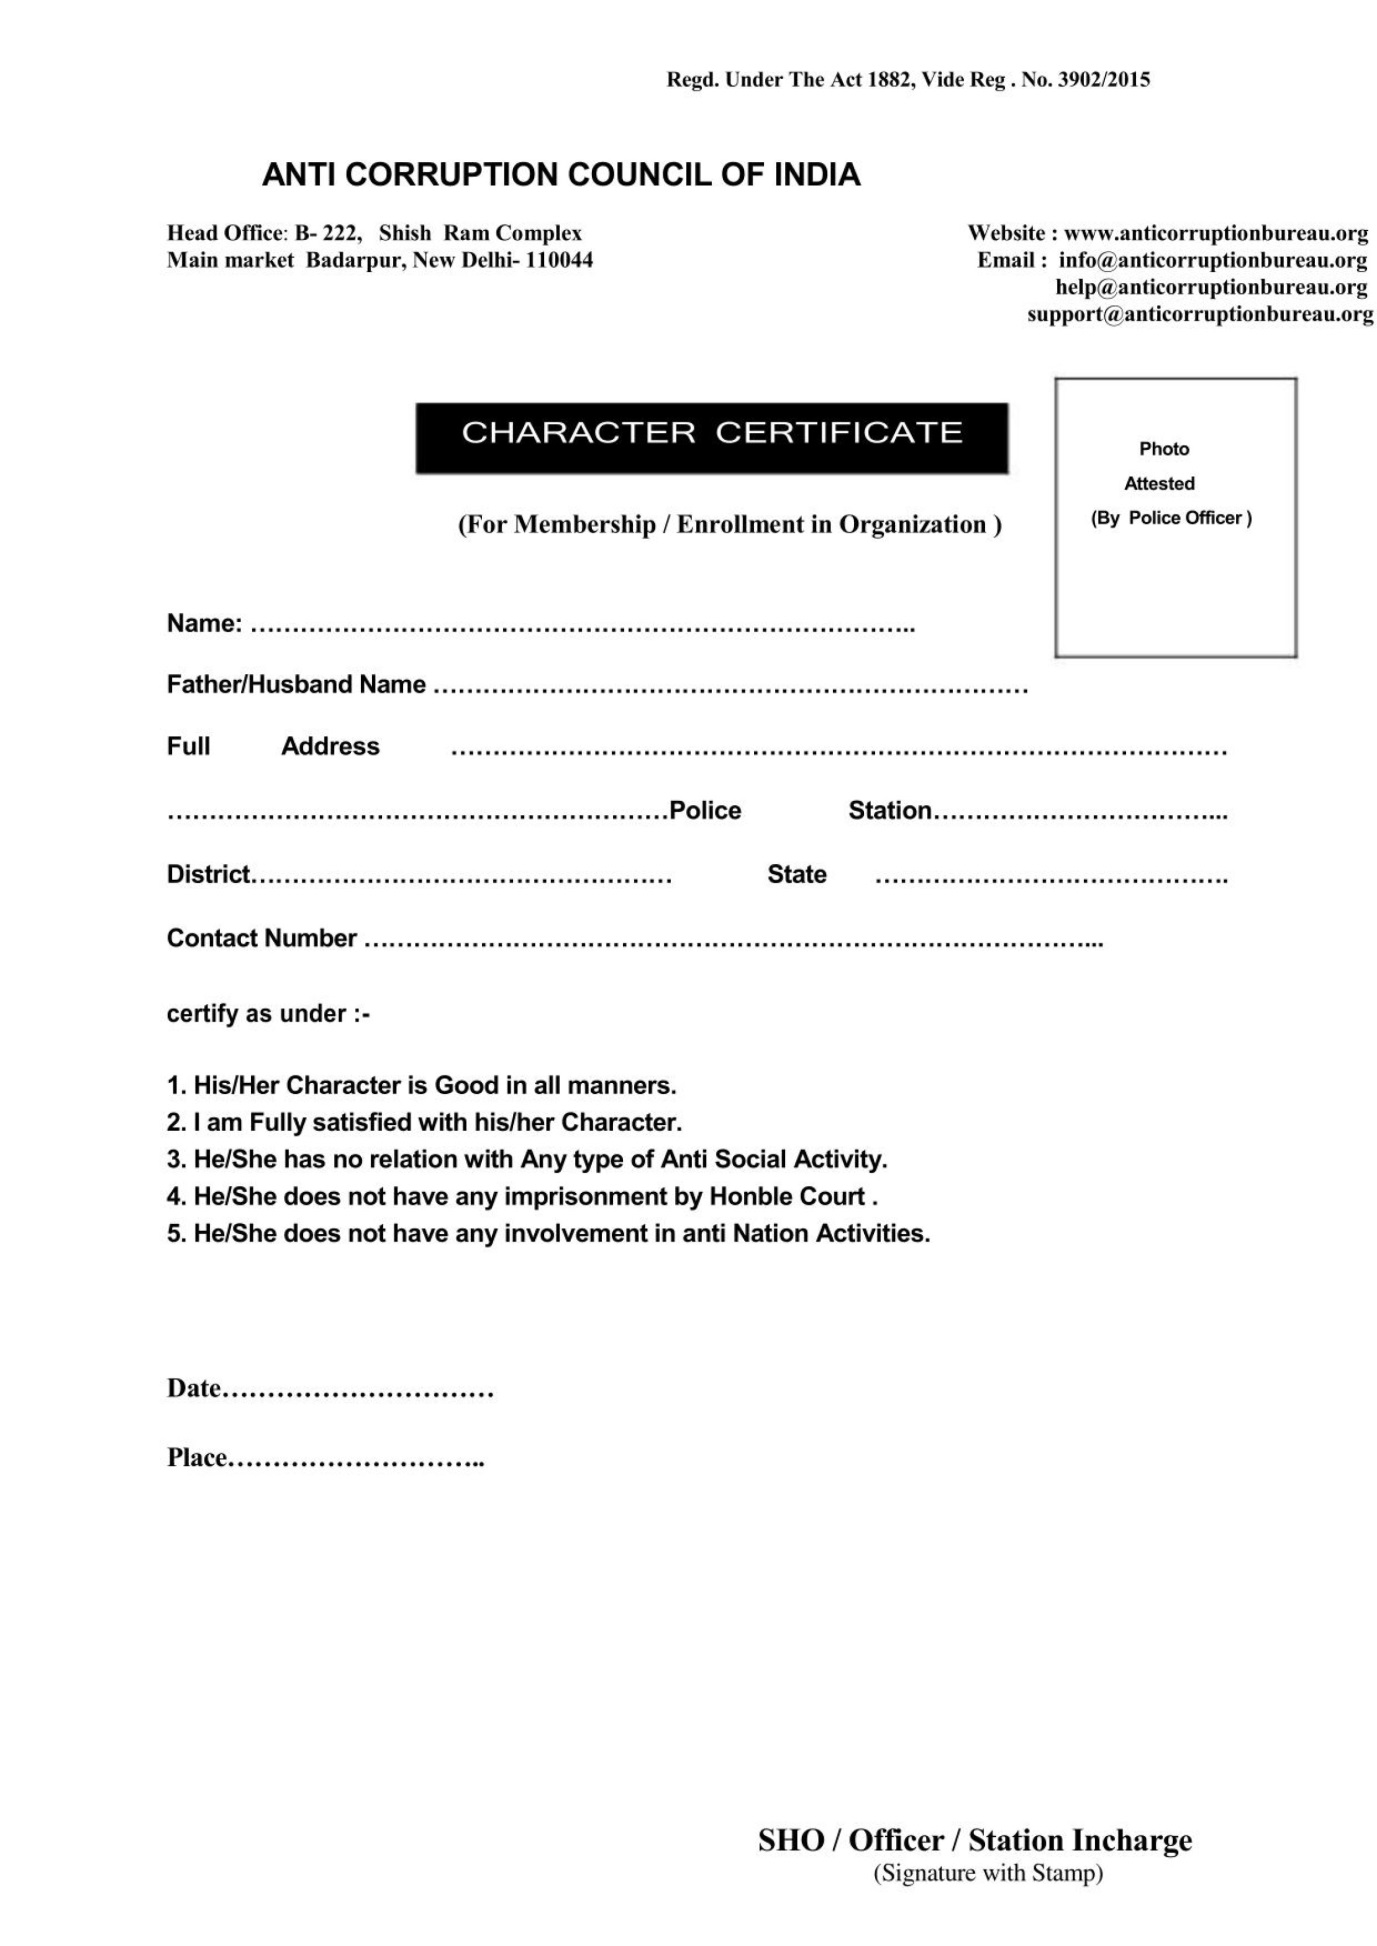 Regd. Under The Act 1882, Vide Reg . No. 3902/2015
ANTI CORRUPTION COUNCIL OF INDIA
Head Office: B- 222, Shish Ram Complex
Main market Badarpur, New Delhi- 110044
Website : www.anticorruptionbureau.org
Email : info@anticorruptionbureau.org
help@anticorruptionbureau.org
support@anticorruptionbureau.org
CHARACTER CERTIFICATE
(For Membership / Enrollment in Organization )
Photo
Attested
(By Police Officer )
Name: ……………………………………………………………………..
Father/Husband Name ………………………………………………………………
Full Address …………………………………………………………………………………
……………………………………………………Police Station……………………………...
District…………………………………………… State …………………………………….
Contact Number ……………………………………………………………………………...
certify as under :-
1. His/Her Character is Good in all manners.
2. I am Fully satisfied with his/her Character.
3. He/She has no relation with Any type of Anti Social Activity.
4. He/She does not have any imprisonment by Honble Court .
5. He/She does not have any involvement in anti Nation Activities.
Date…………………………
Place………………………..
SHO / Officer / Station Incharge
(Signature with Stamp)